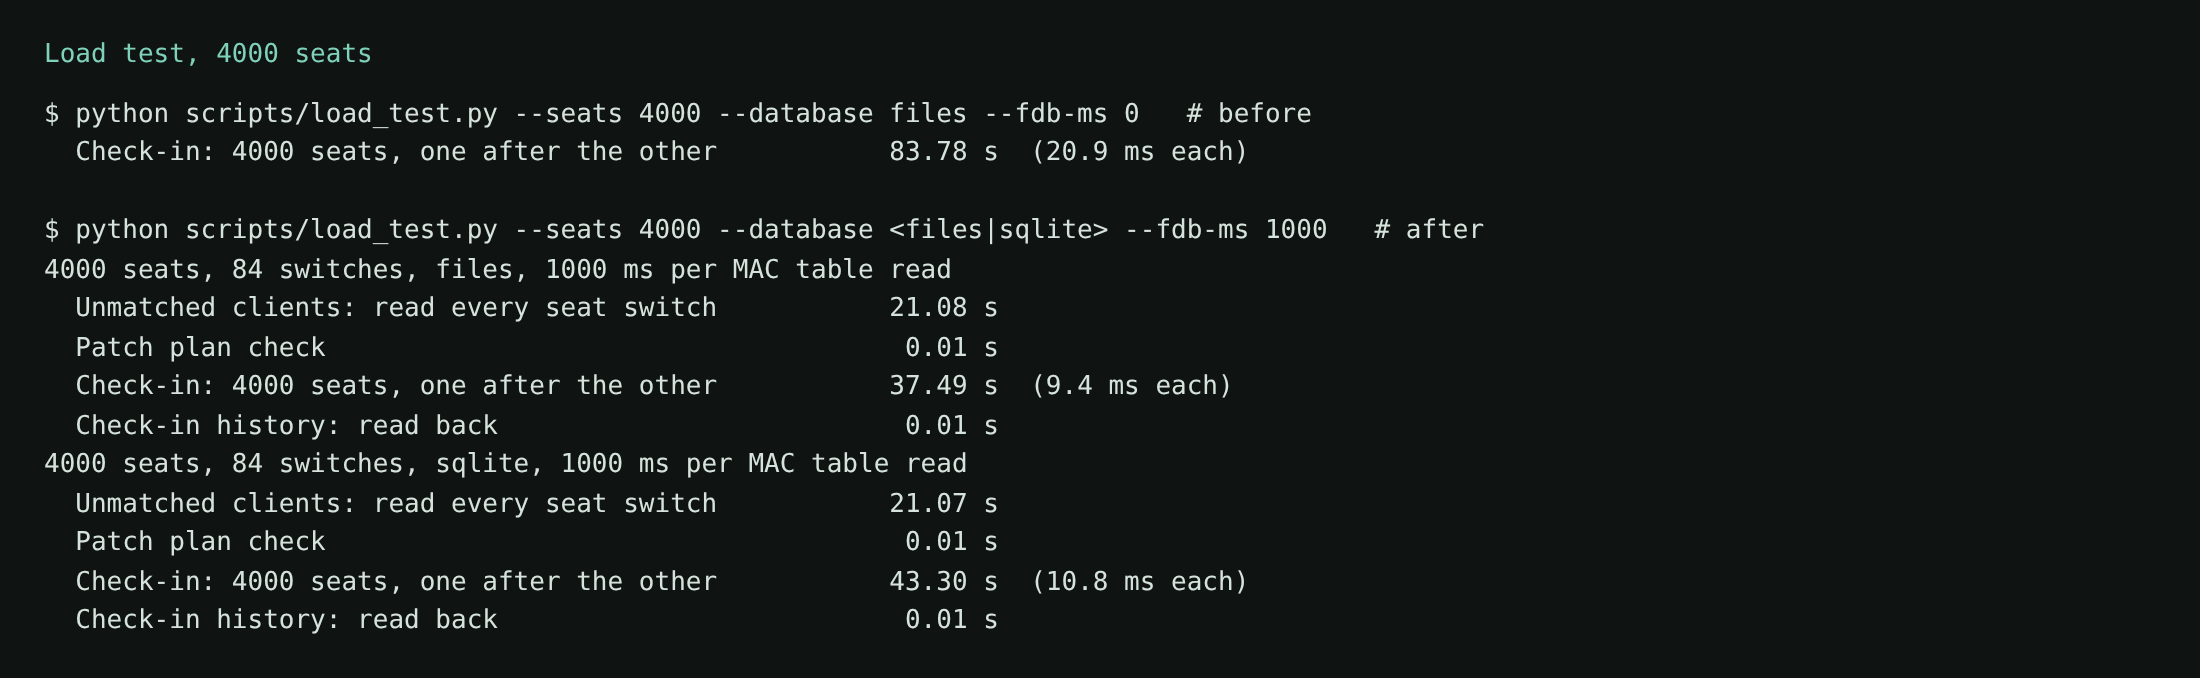 Load test, 4000 seats
$ python scripts/load_test.py --seats 4000 --database files --fdb-ms 0   # before
  Check-in: 4000 seats, one after the other           83.78 s  (20.9 ms each)
$ python scripts/load_test.py --seats 4000 --database <files|sqlite> --fdb-ms 1000   # after
4000 seats, 84 switches, files, 1000 ms per MAC table read
  Unmatched clients: read every seat switch           21.08 s
  Patch plan check                                     0.01 s
  Check-in: 4000 seats, one after the other           37.49 s  (9.4 ms each)
  Check-in history: read back                          0.01 s
4000 seats, 84 switches, sqlite, 1000 ms per MAC table read
  Unmatched clients: read every seat switch           21.07 s
  Patch plan check                                     0.01 s
  Check-in: 4000 seats, one after the other           43.30 s  (10.8 ms each)
  Check-in history: read back                          0.01 s